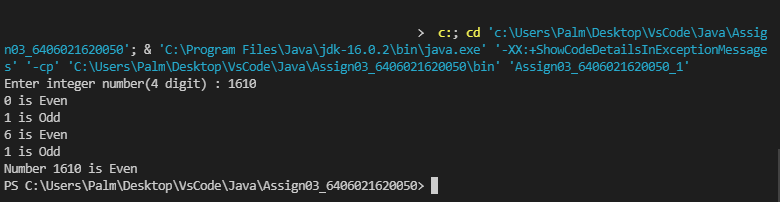 > c:; cd 'c:\Users\Palm\Desktop\VsCode\Java\Assig
n03_6406021620050'; & 'C:\Program Files\Java\jdk-16.0.2\bin\java.exe' '-XX:+ShowCodeDetailsInExceptionMessage
s' '-cp' 'C:\Users\Palm\Desktop\VsCode\Java\Assign03_6406021620050\bin' 'Assign03_6406021620050_1'
Enter integer number(4 digit) : 1610
0 is Even
1 is Odd
6 is Even
1 is Odd
Number 1610 is Even
PS C:\Users\Palm\Desktop\VsCode\Java\Assign03_6406021620050>